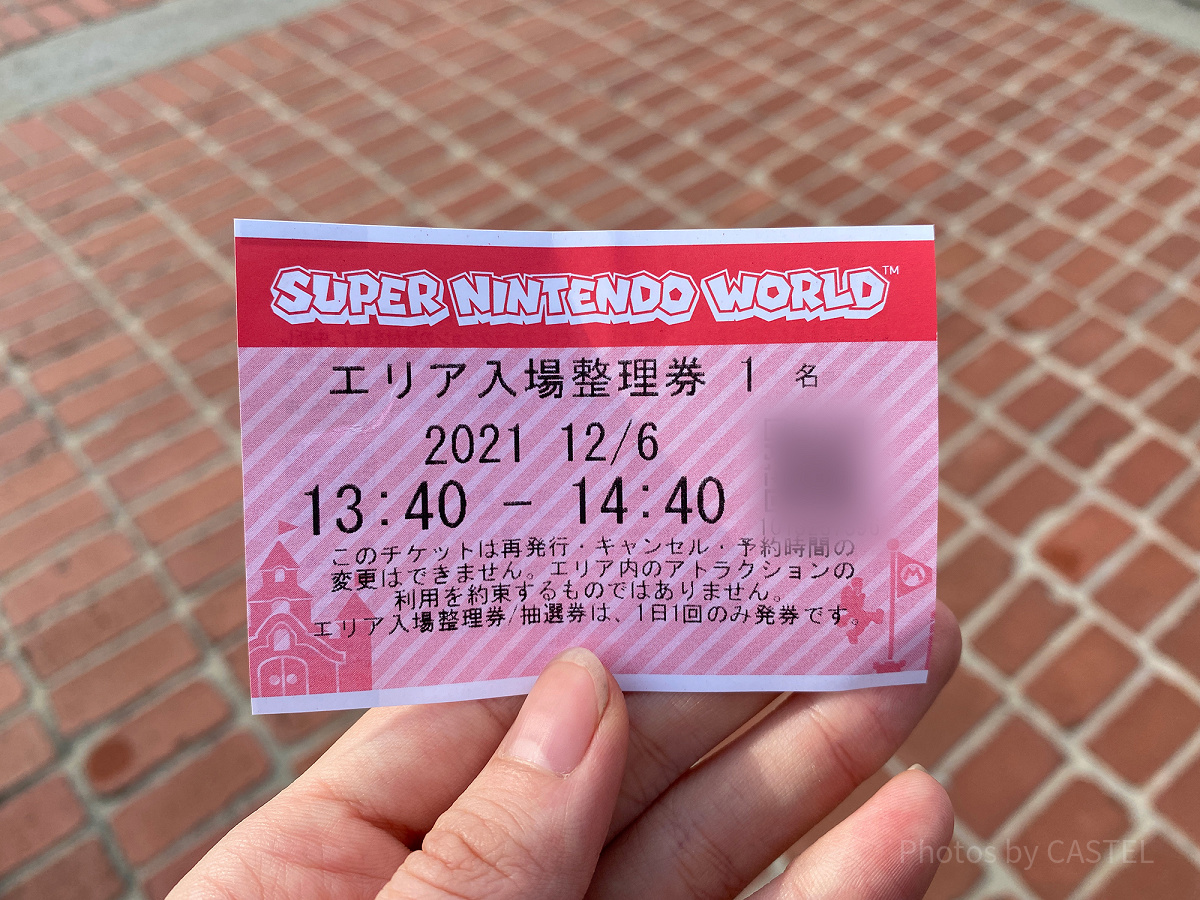 SUPER NINTENDO WORLD™
エリア入場整理券 1 名
2021 12/6
13:40 - 14:40
このチケットは再発行・キャンセル・予約時間の
変更はできません。エリア内のアトラクションの
利用を約束するものではありません。
エリア入場整理券/抽選券は、1日1回のみ発券です。
M
Photos by CASTEL